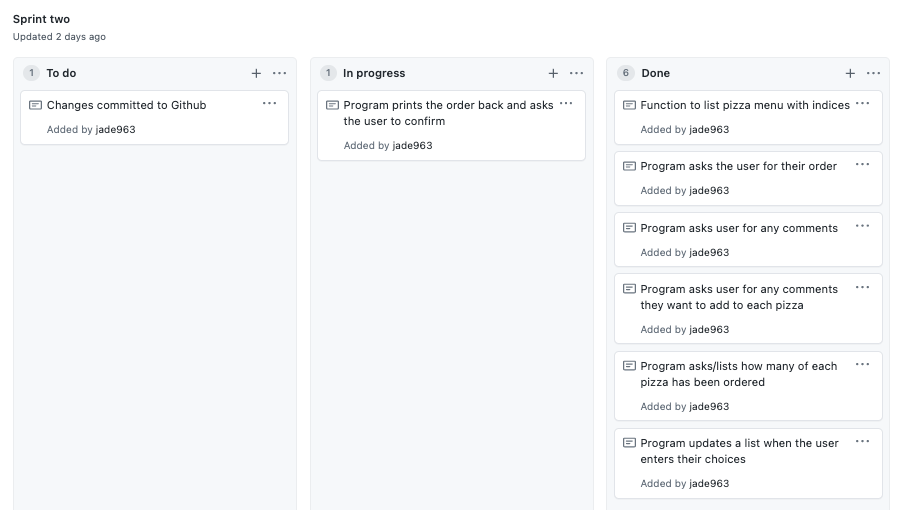 Sprint two
Updated 2 days ago
1 To do
Changes committed to Github
Added by jade963
1 In progress
Program prints the order back and asks
the user to confirm
Added by jade963
6 Done
Function to list pizza menu with indices
Added by jade963
Program asks the user for their order
Added by jade963
Program asks user for any comments
Added by jade963
Program asks user for any comments
they want to add to each pizza
Added by jade963
Program asks/lists how many of each
pizza has been ordered
Added by jade963
Program updates a list when the user
enters their choices
Added by jade963